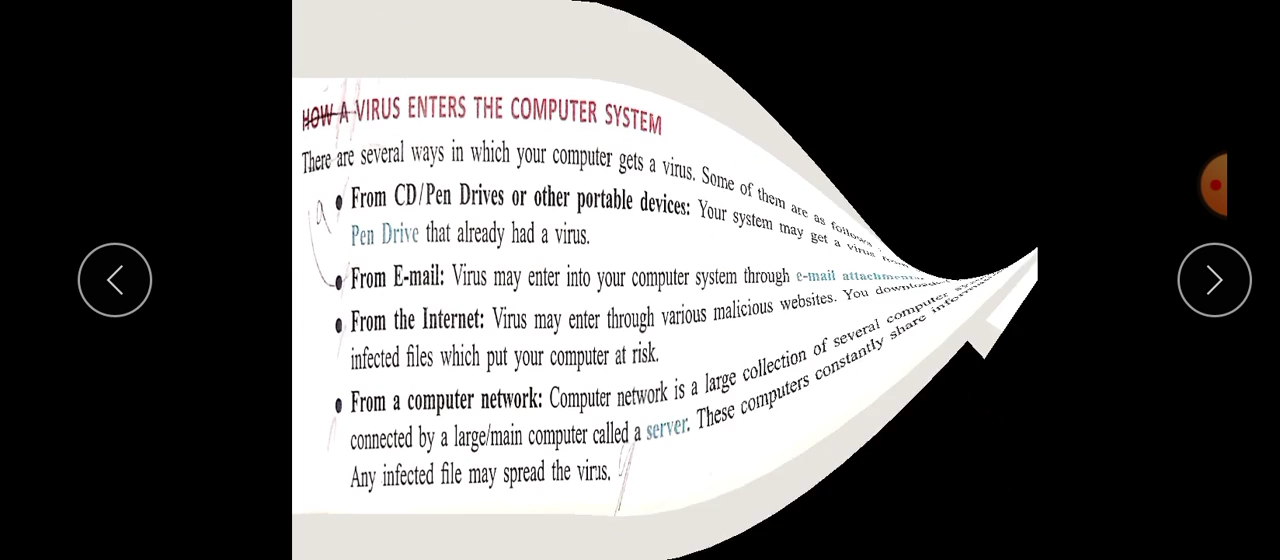 HOW A VIRUS ENTERS THE COMPUTER SYSTEM
There are several ways in which your computer gets a virus. Some of them are as follows :
• From CD/Pen Drives or other portable devices: Your system may get a virus
Pen Drive that already had a virus.
• From E-mail: Virus may enter into your computer system through e-mail attachments
• From the Internet: Virus may enter through various malicious websites. You download
infected files which put your computer at risk.
• From a computer network: Computer network is a large collection of several computer
connected by a large/main computer called a server. These computers constantly share
Any infected file may spread the virus.